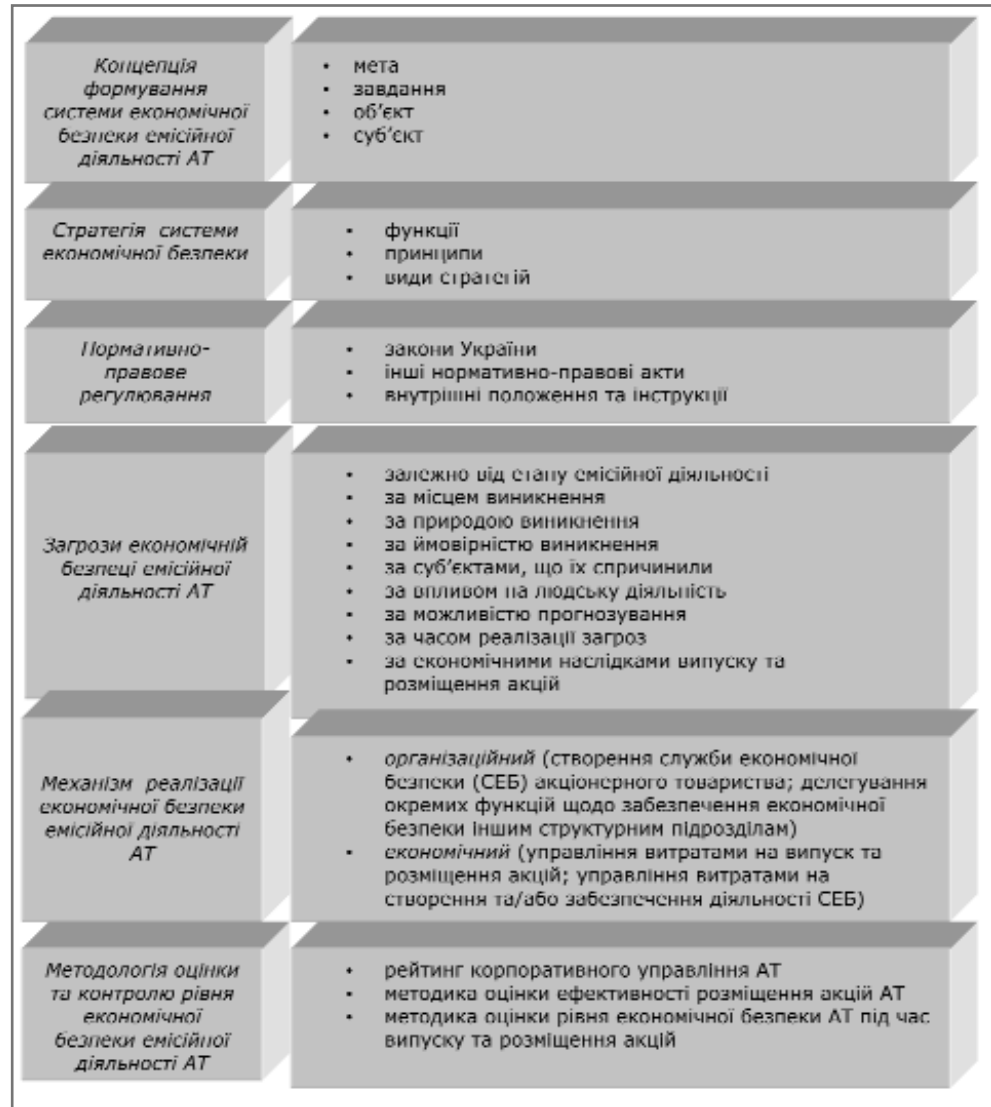 Концепція
формування
системи економічної
безпеки емісійної
діяльності АТ
• мета
• завдання
• об'єкт
• суб'єкт
Стратегія системи
економічної безпеки
• функції
• принципи
• види стратегій
Нормативно-
правове
регулювання
• закони України
• інші нормативно-правові акти
• внутрішні положення та інструкції
Загрози економічній
безпеці емісійної
діяльності АТ
• залежно від етапу емісійної діяльності
• за місцем виникнення
• за природою виникнення
• за ймовірністю виникнення
• за суб'єктами, що їх спричинили
• за впливом на людську діяльність
• за можливістю прогнозування
• за часом реалізації загроз
• за економічними наслідками випуску та
розміщення акцій
Механізм реалізації
економічної безпеки
емісійної діяльності
АТ
• організаційний (створення служби економічної
безпеки (СЕБ) акціонерного товариства; делегування
окремих функцій щодо забезпечення економічної
безпеки іншим структурним підрозділам)
• економічний (управління витратами на випуск та
розміщення акцій; управління витратами на
створення та/або забезпечення діяльності СЕБ)
Методологія оцінки
та контролю рівня
економічної
безпеки емісійної
діяльності АТ
• рейтинг корпоративного управління АТ
• методика оцінки ефективності розміщення акцій АТ
• методика оцінки рівня економічної безпеки АТ під час
випуску та розміщення акцій